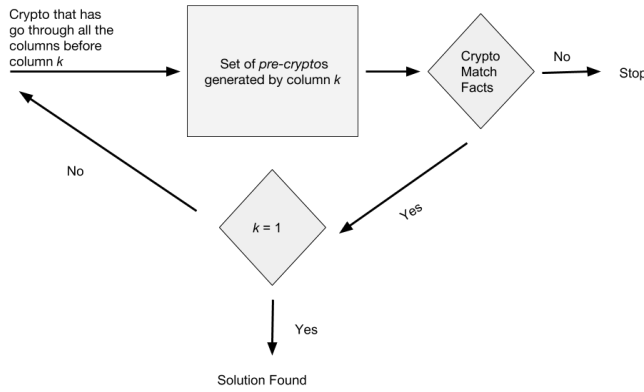 Crypto that has
go through all the
columns before
column k
Set of pre-cryptos
generated by column k
Crypto
Match
Facts
No
Stop
No
Yes
k = 1
Yes
Solution Found